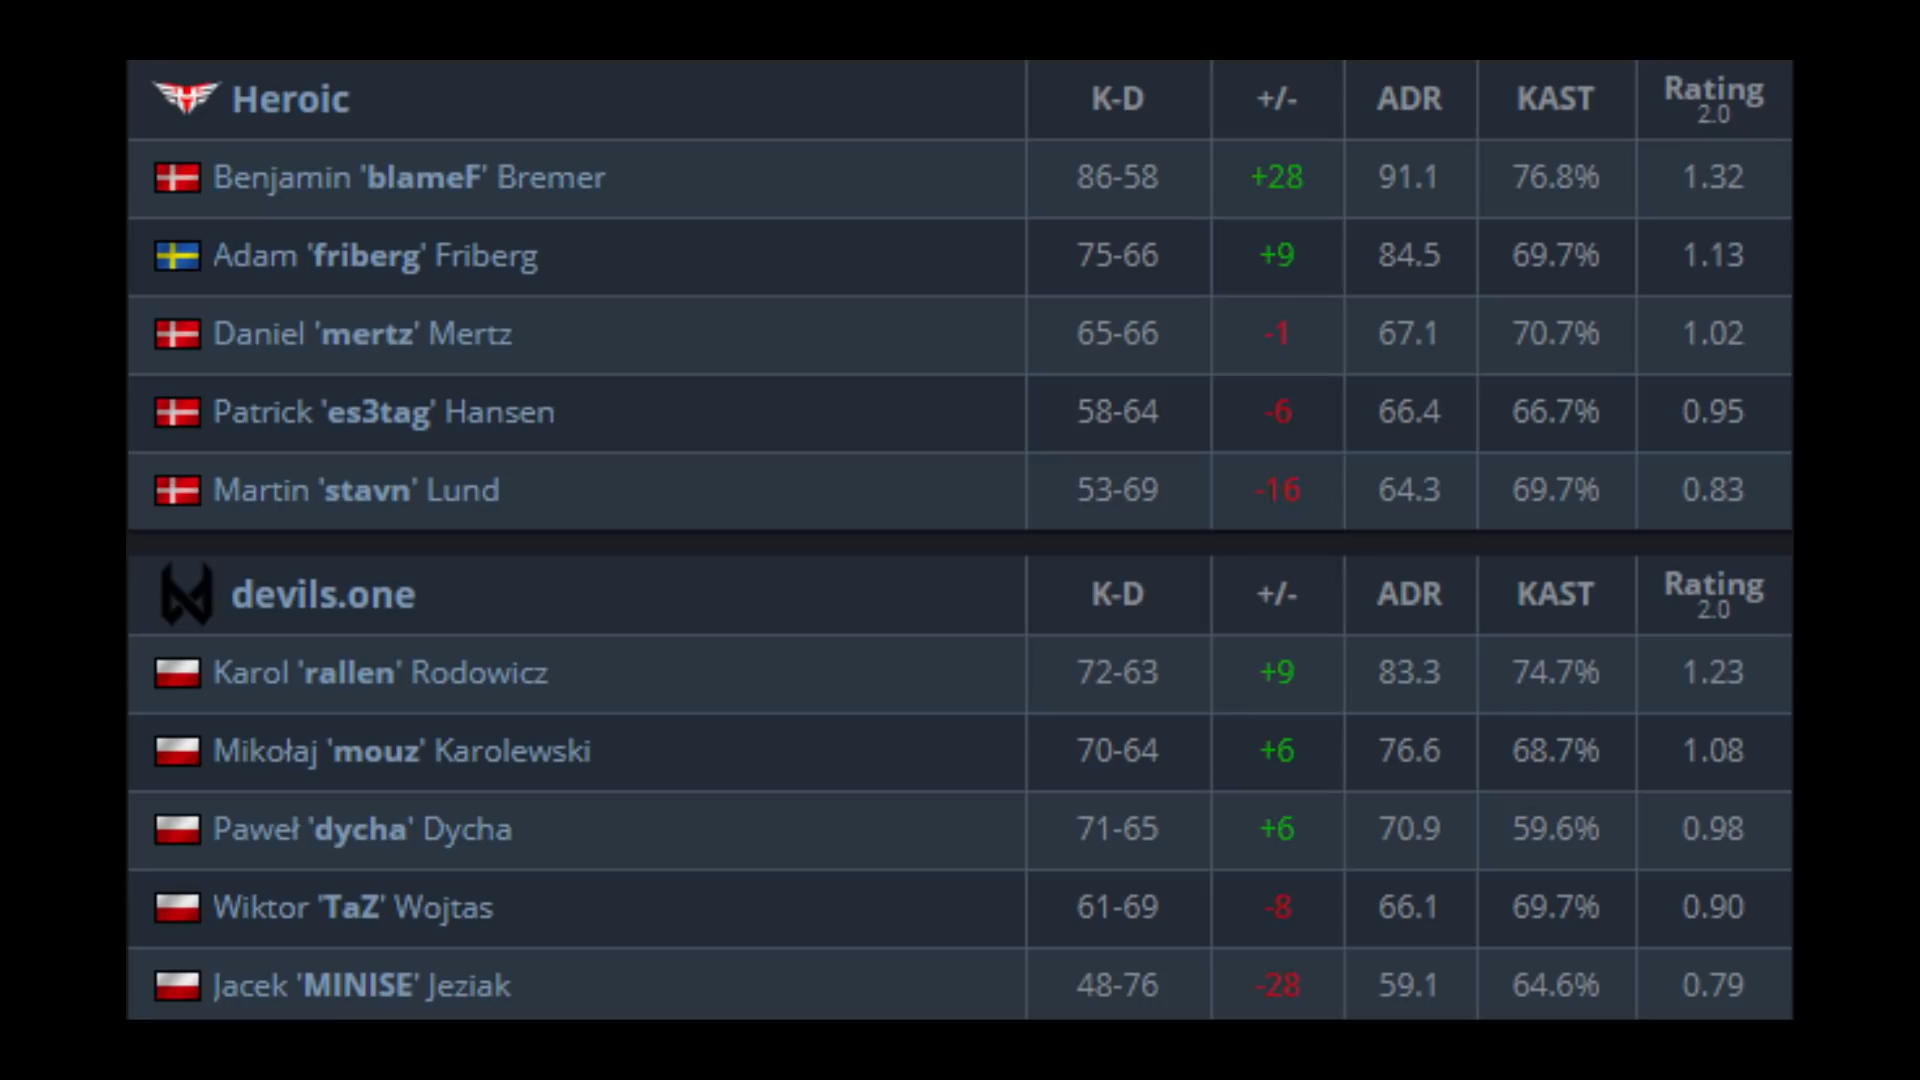 Heroic K-D +/- ADR KAST Rating 2.0
Benjamin 'blameF' Bremer 86-58 +28 91.1 76.8% 1.32
Adam 'friberg' Friberg 75-66 +9 84.5 69.7% 1.13
Daniel 'mertz' Mertz 65-66 -1 67.1 70.7% 1.02
Patrick 'es3tag' Hansen 58-64 -6 66.4 66.7% 0.95
Martin 'stavn' Lund 53-69 -16 64.3 69.7% 0.83
devils.one K-D +/- ADR KAST Rating 2.0
Karol 'rallen' Rodowicz 72-63 +9 83.3 74.7% 1.23
Mikołaj 'mouz' Karolewski 70-64 +6 76.6 68.7% 1.08
Paweł 'dycha' Dycha 71-65 +6 70.9 59.6% 0.98
Wiktor 'TaZ' Wojtas 61-69 -8 66.1 69.7% 0.90
Jacek 'MINISE' Jeziak 48-76 -28 59.1 64.6% 0.79